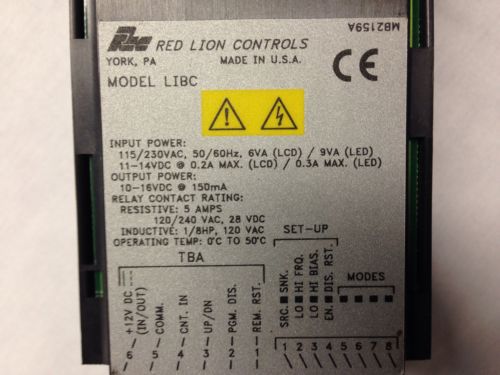 RED LION CONTROLS
YORK, PA MADE IN U.S.A.
MB2159A
MODEL LIBC
CE
INPUT POWER:
115/230VAC, 50/60Hz, 6VA (LCD) / 9VA (LED)
11-14VDC @ 0.2A MAX. (LCD) / 0.3A MAX. (LED)
OUTPUT POWER:
10-16VDC @ 150mA
RELAY CONTACT RATING:
RESISTIVE: 5 AMPS
120/240 VAC, 28 VDC
INDUCTIVE: 1/8HP, 120 VAC
OPERATING TEMP: 0°C TO 50°C
TBA
+12V DC
(IN/OUT)
COMM.
CNT. IN
UP/DN
PGM. DIS.
REM. RST.
6 5 4 3 2 1
SET-UP
SRC. SNK.
LO HI FRQ.
LO HI BIAS.
EN. DIS. RST.
MODES
1 2 3 4 5 6 7 8